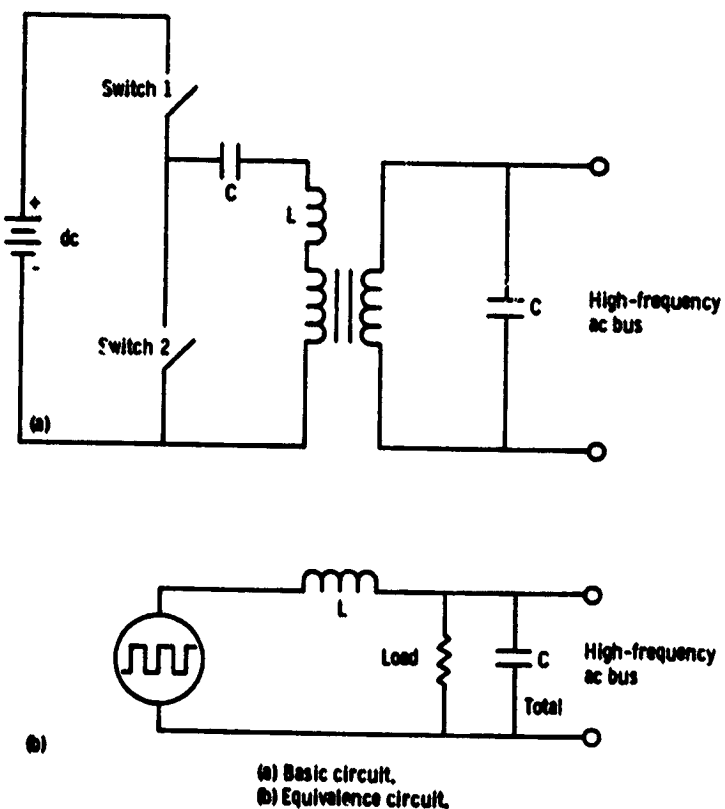 Switch 1
C
L
+
dc
-
C
High-frequency
ac bus
Switch 2
(a)
L
Load
C
High-frequency
ac bus
Total
(b)
(a) Basic circuit.
(b) Equivalence circuit.